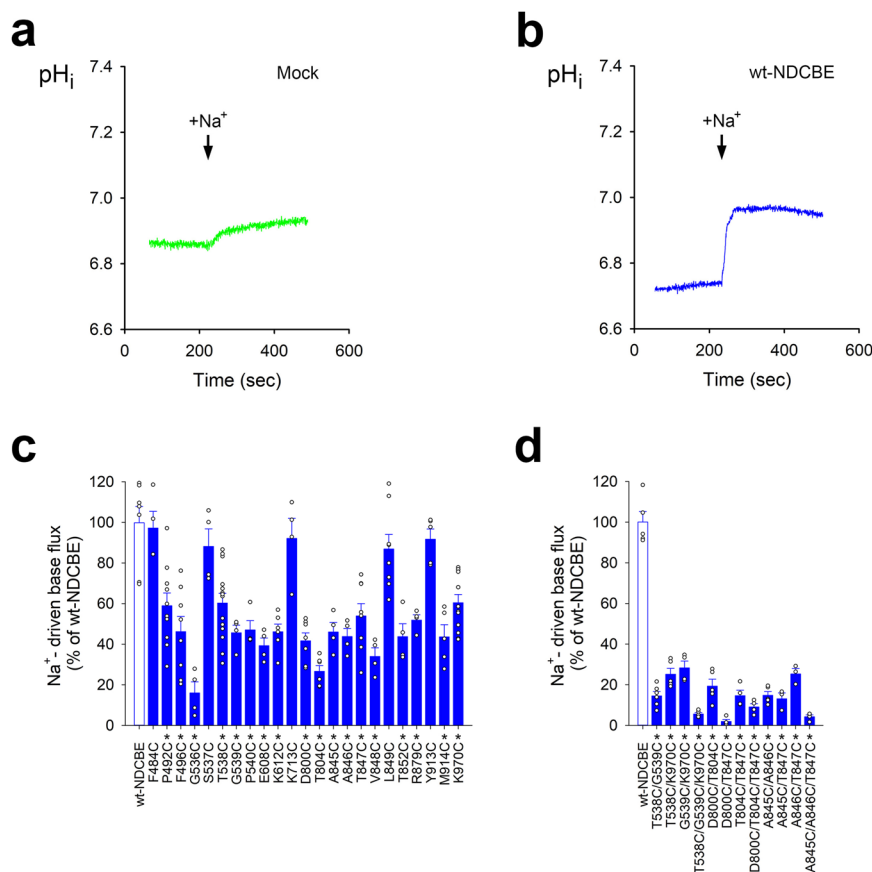 a
pHi
7.4
7.2
7.0
6.8
6.6
Mock
+Na+
0
200
400
600
Time (sec)
b
pHi
7.4
7.2
7.0
6.8
6.6
wt-NDCBE
+Na+
0
200
400
600
Time (sec)
c
Na+- driven base flux
(% of wt-NDCBE)
120
100
80
60
40
20
0
wt-NDCBE
F484C
P492C *
F496C *
G536C *
S537C
T538C *
G539C *
P540C *
E608C *
K612C *
K713C
D800C *
T804C *
A845C *
A846C *
T847C *
V848C *
L849C
T852C *
R879C *
Y913C
M914C *
K970C *
d
Na+- driven base flux
(% of wt-NDCBE)
120
100
80
60
40
20
0
wt-NDCBE
T538C/G539C *
T538C/K970C *
G539C/K970C *
T538C/G539C/K970C *
D800C/T804C *
D800C/T847C *
T804C/T847C *
D800C/T804C/T847C *
A845C/A846C *
A845C/T847C *
A846C/T847C *
A845C/A846C/T847C *